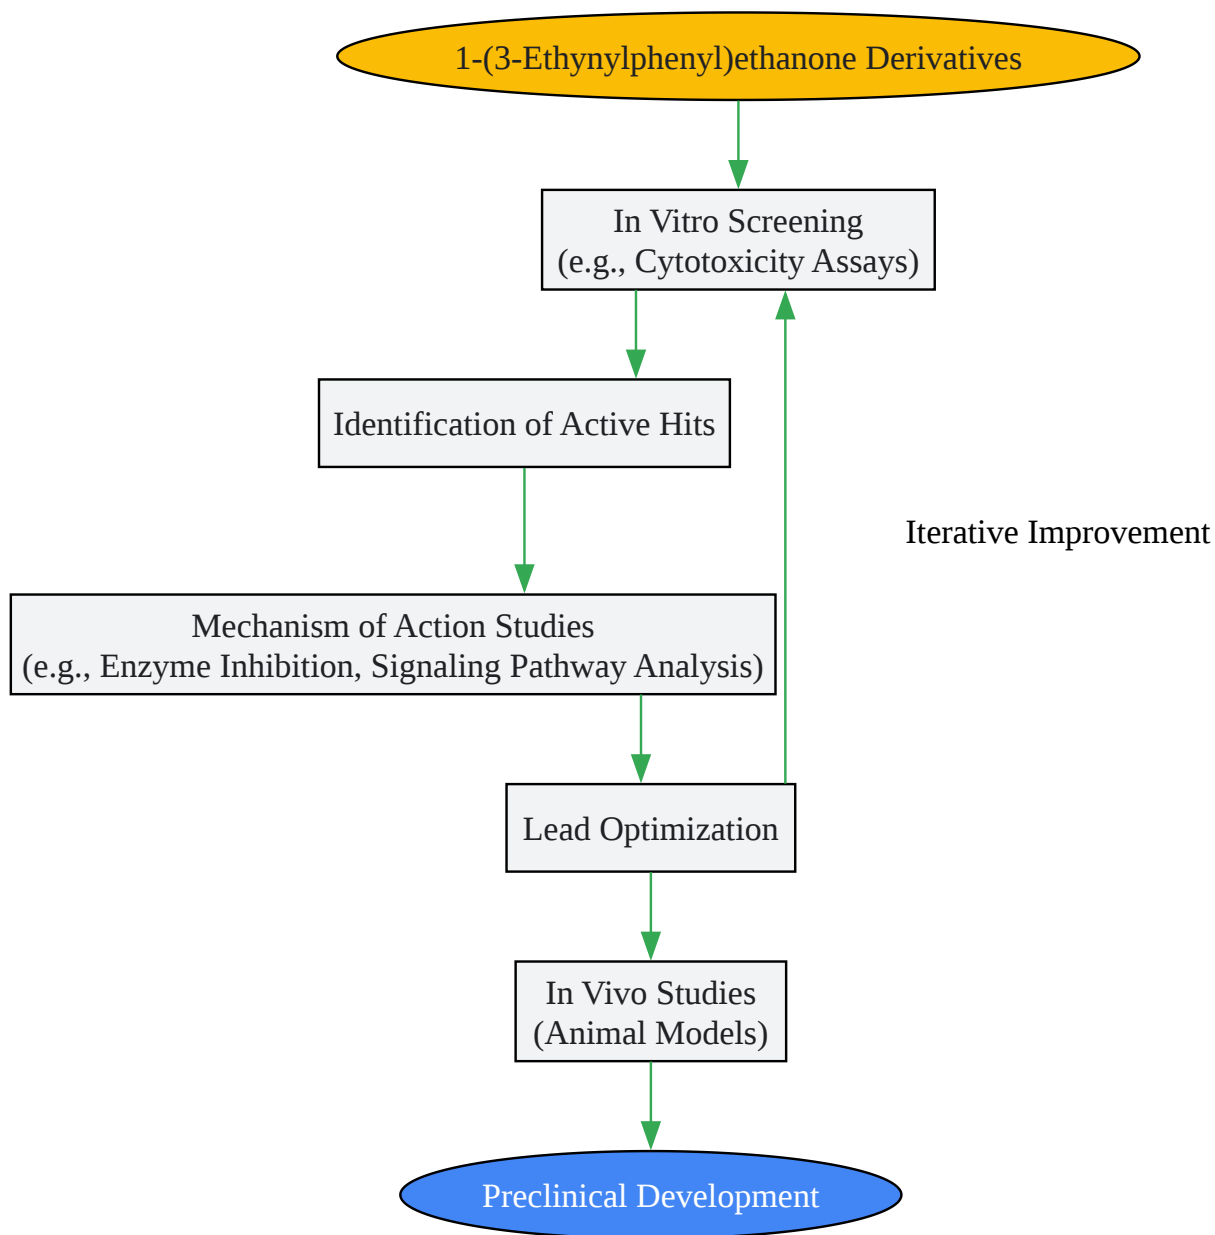 1-(3-Ethynylphenyl)ethanone Derivatives
In Vitro Screening
(e.g., Cytotoxicity Assays)
Identification of Active Hits
Iterative Improvement
Mechanism of Action Studies
(e.g., Enzyme Inhibition, Signaling Pathway Analysis)
Lead Optimization
In Vivo Studies
(Animal Models)
Preclinical Development